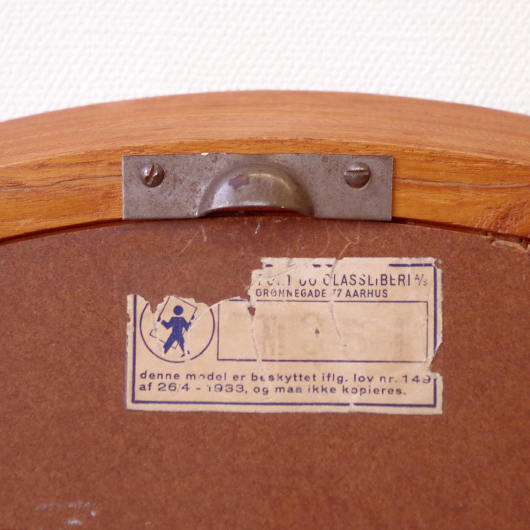 GLASSLIBERI A/S
GRØNNEGADE 77 AARHUS
denne model er beskyttet iflg. lov nr. 149
af 26/4 - 1933, og maa ikke kopieres.